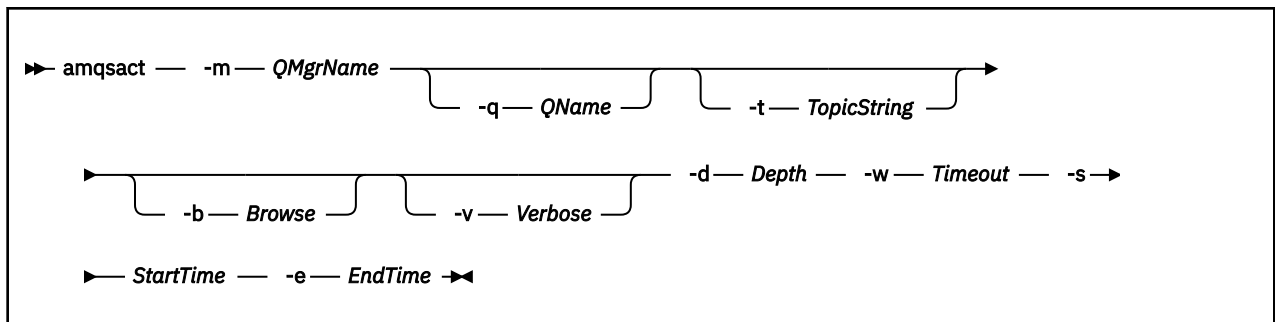 amqsact -m QMgrName
-q QName -t TopicString
-d Depth -w Timeout -s
-b Browse -v Verbose
StartTime -e EndTime